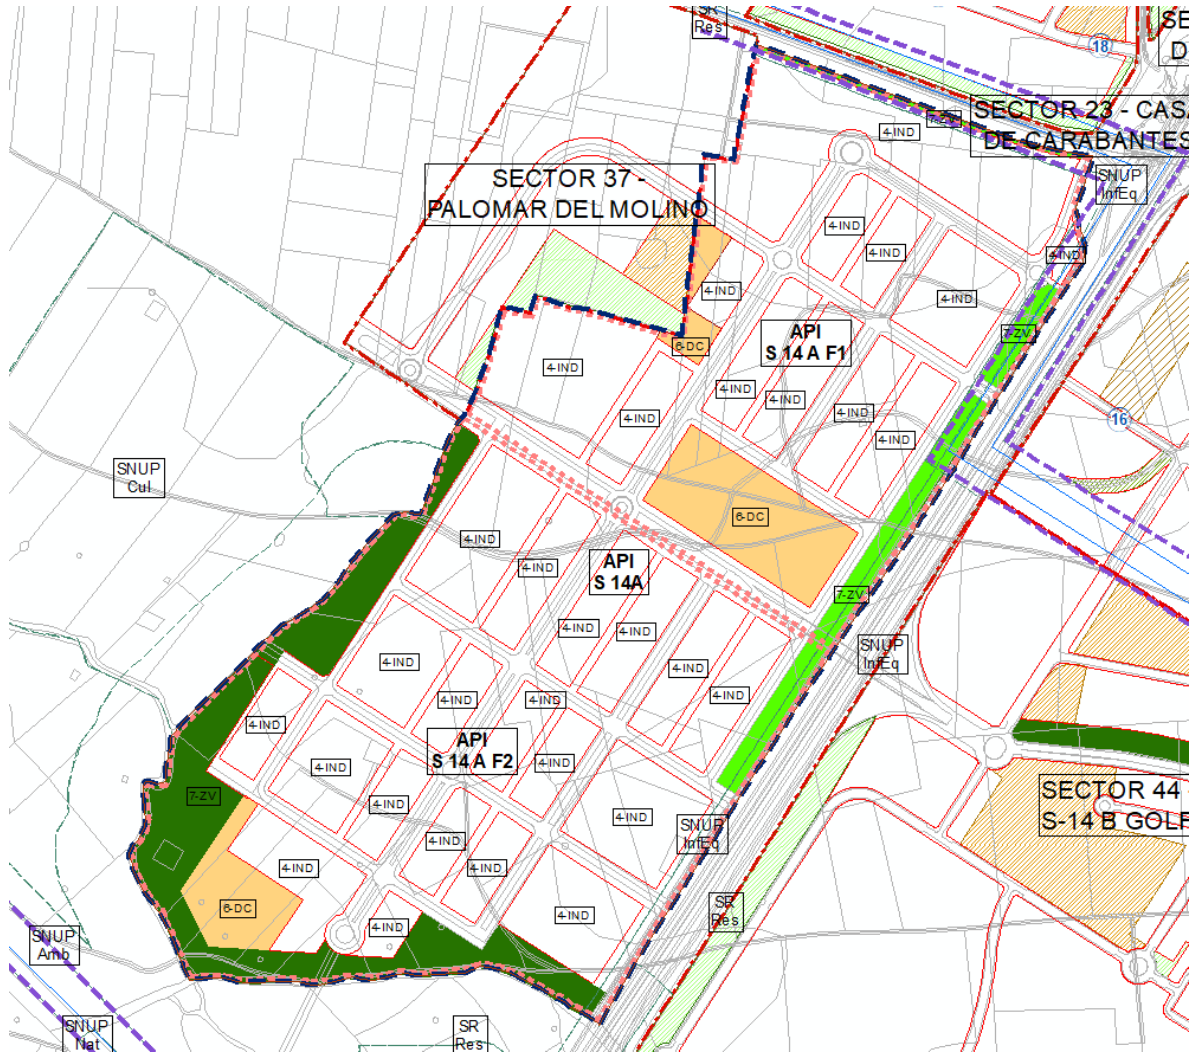 SR
Res
18
SE
D
SECTOR 23 - CASA
DE CARABANTES
4-IND
7-ZV
SNUP
InfEq
SECTOR 37 -
PALOMAR DEL MOLINO
4-IND
4-IND
4-IND
4-IND
4-IND
API
S 14 A F1
7-ZV
6-DC
4-IND
4-IND
4-IND
4-IND
4-IND
4-IND
16
SNUP
Cul
6-DC
4-IND
4-IND
API
S 14A
7-ZV
4-IND
4-IND
SNUP
InfEq
4-IND
4-IND
4-IND
4-IND
4-IND
4-IND
API
S 14 A F2
4-IND
4-IND
7-ZV
4-IND
4-IND
SNUP
InfEq
4-IND
4-IND
4-IND
SECTOR 44 -
S-14 B GOLF
6-DC
4-IND
4-IND
SR
Res
SNUP
Amb
SNUP
Nat
SR
Res